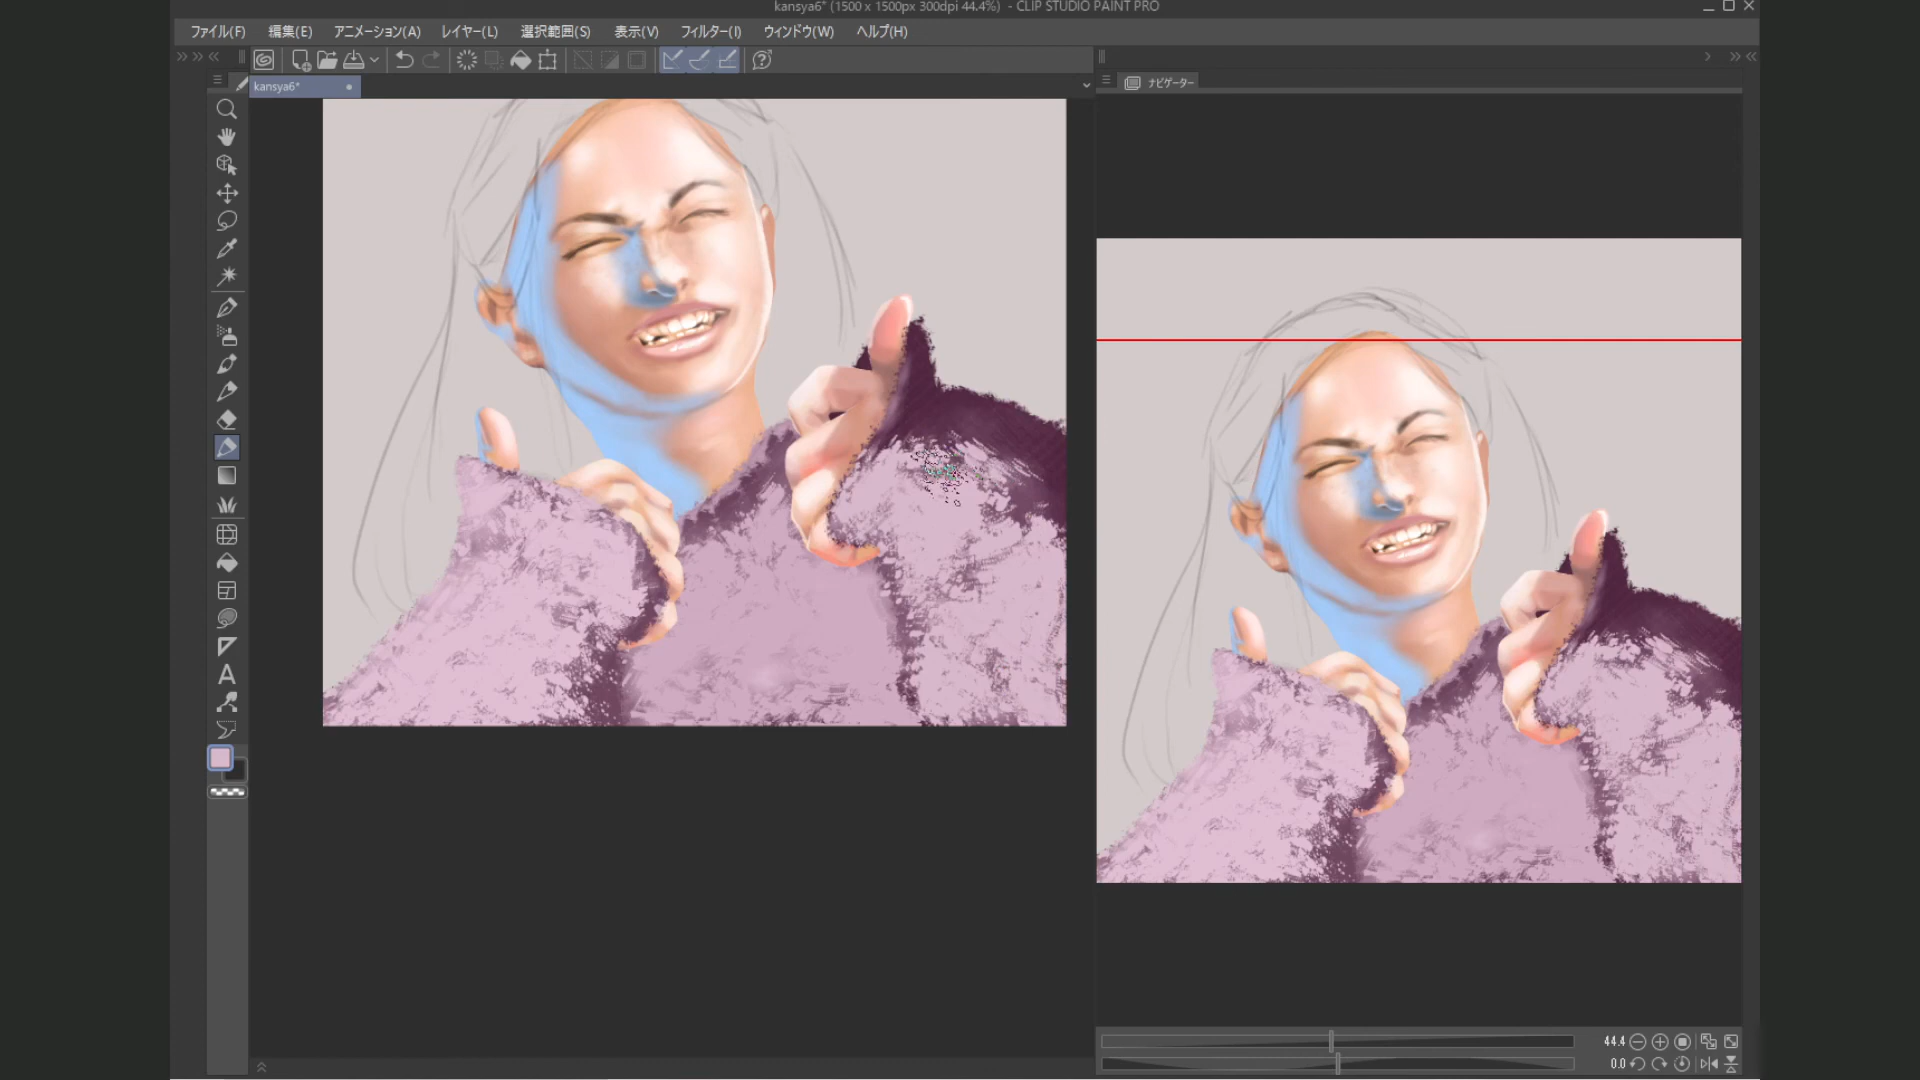 kansya6* (1500 x 1500px 300dpi 44.4%) - CLIP STUDIO PAINT PRO
ファイル(F) 編集(E) アニメーション(A) レイヤー(L) 選択範囲(S) 表示(V) フィルター(I) ウィンドウ(W) ヘルプ(H)
kansya6*
ナビゲーター
44.4
0.0